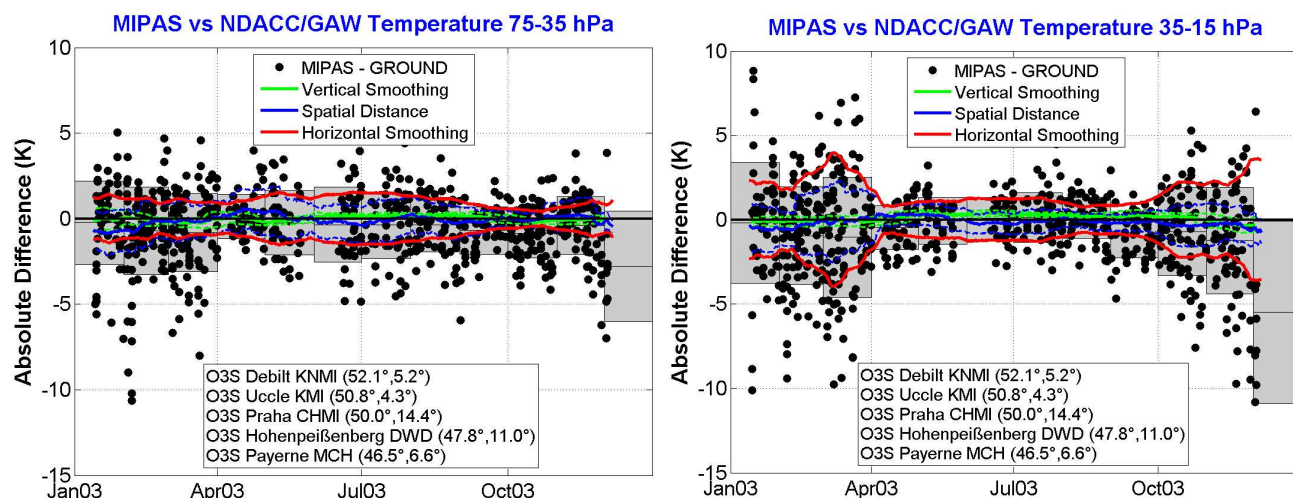 MIPAS vs NDACC/GAW Temperature 75-35 hPa
10
5
0
-5
-10
-15
Absolute Difference (K)
MIPAS - GROUND
Vertical Smoothing
Spatial Distance
Horizontal Smoothing
O3S Debilt KNMI (52.1°,5.2°)
O3S Uccle KMI (50.8°,4.3°)
O3S Praha CHMI (50.0°,14.4°)
O3S Hohenpeißenberg DWD (47.8°,11.0°)
O3S Payerne MCH (46.5°,6.6°)
Jan03 Apr03 Jul03 Oct03
MIPAS vs NDACC/GAW Temperature 35-15 hPa
10
5
0
-5
-10
-15
Absolute Difference (K)
MIPAS - GROUND
Vertical Smoothing
Spatial Distance
Horizontal Smoothing
O3S Debilt KNMI (52.1°,5.2°)
O3S Uccle KMI (50.8°,4.3°)
O3S Praha CHMI (50.0°,14.4°)
O3S Hohenpeißenberg DWD (47.8°,11.0°)
O3S Payerne MCH (46.5°,6.6°)
Jan03 Apr03 Jul03 Oct03